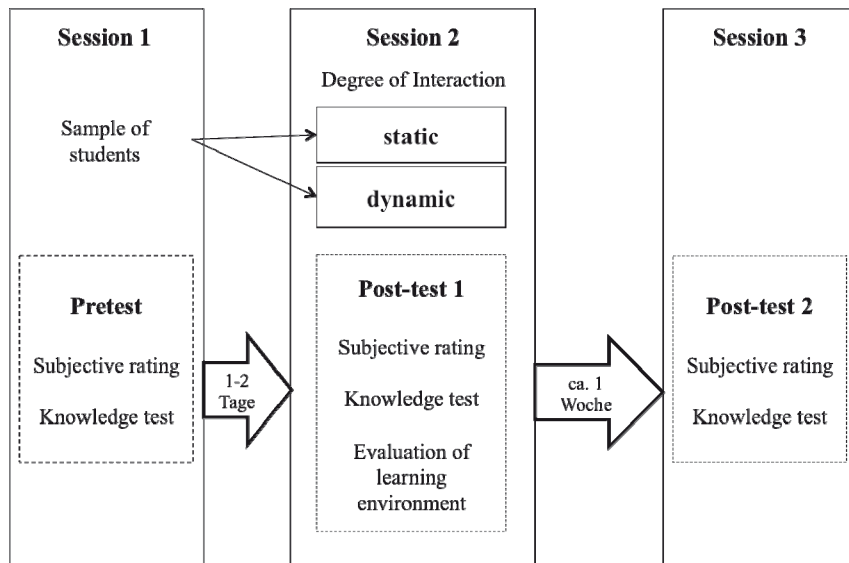 Session 1
Sample of
students
Pretest
Subjective rating
Knowledge test
1-2
Tage
Session 2
Degree of Interaction
static
dynamic
Post-test 1
Subjective rating
Knowledge test
Evaluation of
learning
environment
ca. 1
Woche
Session 3
Post-test 2
Subjective rating
Knowledge test